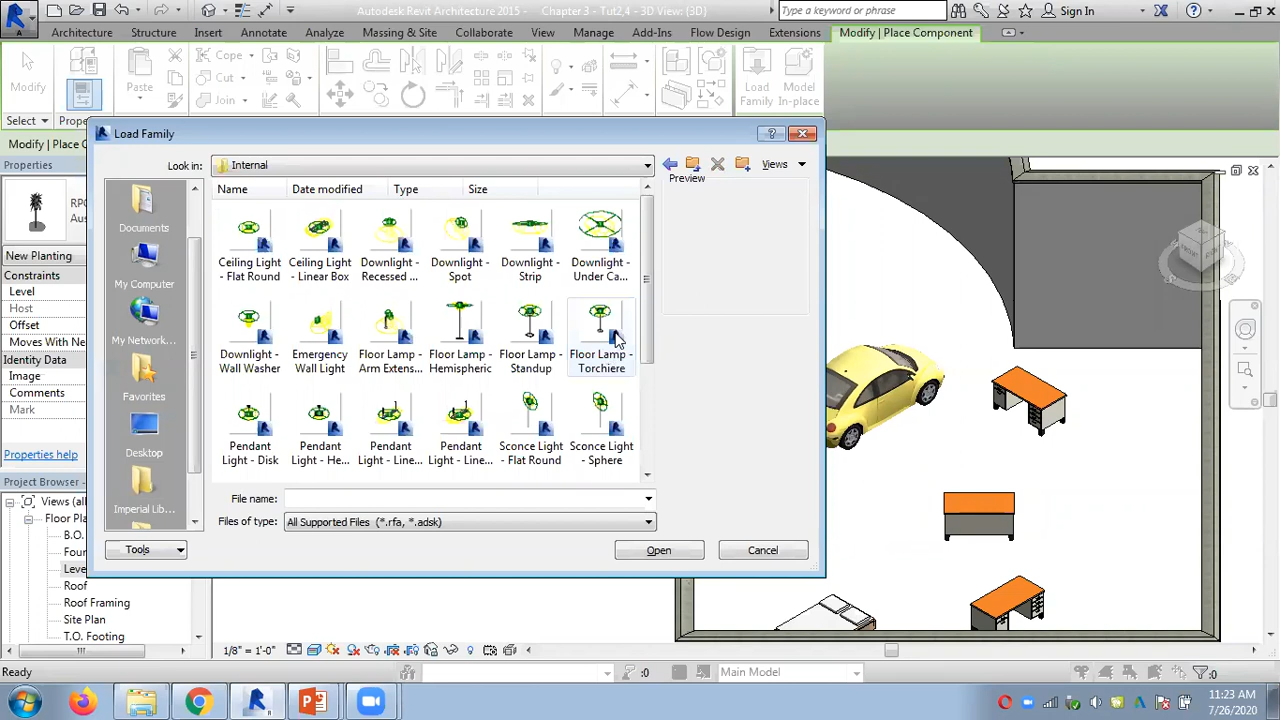 Autodesk Revit Architecture 2015 - Chapter 3 - Tut2,4 - 3D View: {3D}
Type a keyword or phrase
Sign In
Architecture Structure Insert Annotate Analyze Massing & Site Collaborate View Manage Add-Ins Flow Design Extensions Modify | Place Component
Modify
Paste
Cope
Cut
Join
Load Family
Model In-place
Select
Modify | Place C
Properties
RPC
New Planting
Constraints
Level
Host
Offset
Moves With Ne
Identity Data
Image
Comments
Mark
Properties help
Project Browser -
Views (al
Floor Pla
B.O.
Leve
Roof
Roof Framing
Site Plan
T.O. Footing
Load Family
Look in: Internal
Views
Name Date modified Type Size
Documents
My Computer
My Network...
Favorites
Desktop
Imperial Lib...
Ceiling Light - Flat Round
Ceiling Light - Linear Box
Downlight - Recessed ...
Downlight - Spot
Downlight - Strip
Downlight - Under Ca...
Downlight - Wall Washer
Emergency Wall Light
Floor Lamp - Arm Extens...
Floor Lamp - Hemispheric
Floor Lamp - Standup
Floor Lamp - Torchiere
Pendant Light - Disk
Pendant Light - He...
Pendant Light - Line...
Pendant Light - Line...
Sconce Light - Flat Round
Sconce Light - Sphere
Preview
File name:
Files of type: All Supported Files (*.rfa, *.adsk)
Tools
Open
Cancel
1/8" = 1'-0"
Ready
:0
Main Model
:0
11:23 AM
7/26/2020